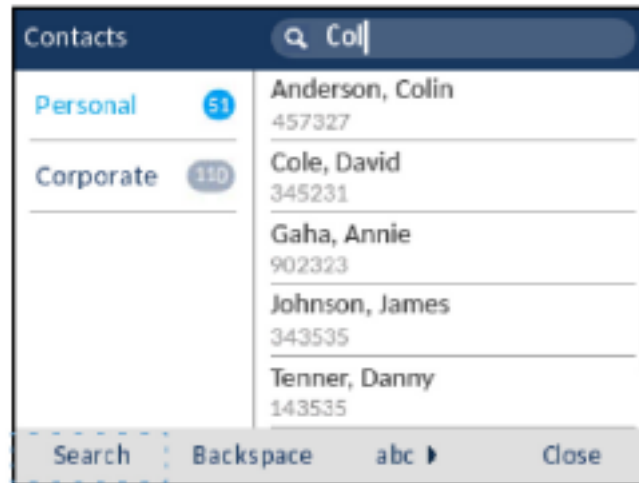 Contacts
Col
Personal 51
Corporate 110
Anderson, Colin
457327
Cole, David
345231
Gaha, Annie
902323
Johnson, James
343535
Tenner, Danny
143535
Search Backspace abc Close